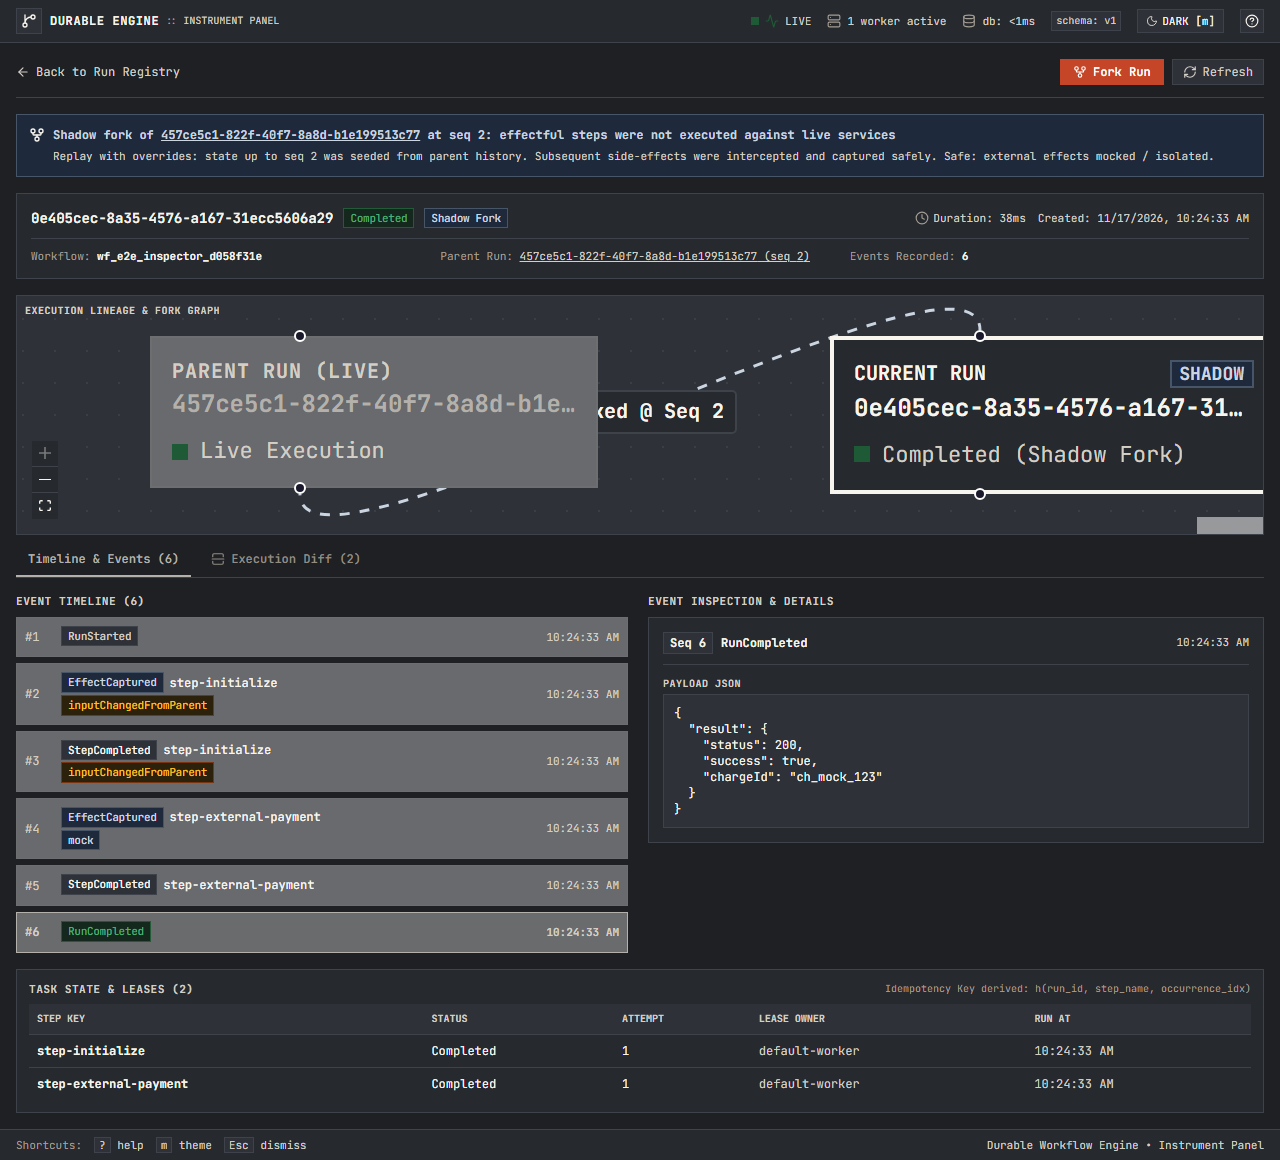 DURABLE ENGINE :: INSTRUMENT PANEL
LIVE
1 worker active
db: <1ms
schema: v1
DARK [m]
Back to Run Registry
Fork Run
Refresh
Shadow fork of 457ce5c1-822f-40f7-8a8d-b1e199513c77 at seq 2: effectful steps were not executed against live services
Replay with overrides: state up to seq 2 was seeded from parent history. Subsequent side-effects were intercepted and captured safely. Safe: external effects mocked / isolated.
0e405cec-8a35-4576-a167-31ecc5606a29 Completed Shadow Fork
Duration: 38ms Created: 11/17/2026, 10:24:33 AM
Workflow: wf_e2e_inspector_d058f31e
Parent Run: 457ce5c1-822f-40f7-8a8d-b1e199513c77 (seq 2)
Events Recorded: 6
EXECUTION LINEAGE & FORK GRAPH
PARENT RUN (LIVE)
457ce5c1-822f-40f7-8a8d-b1e…
Live Execution
ked @ Seq 2
CURRENT RUN SHADOW
0e405cec-8a35-4576-a167-31…
Completed (Shadow Fork)
Timeline & Events (6)
Execution Diff (2)
EVENT TIMELINE (6)
#1 RunStarted 10:24:33 AM
#2 EffectCaptured step-initialize 10:24:33 AM
inputChangedFromParent
#3 StepCompleted step-initialize 10:24:33 AM
inputChangedFromParent
#4 EffectCaptured step-external-payment 10:24:33 AM
mock
#5 StepCompleted step-external-payment 10:24:33 AM
#6 RunCompleted 10:24:33 AM
EVENT INSPECTION & DETAILS
Seq 6 RunCompleted 10:24:33 AM
PAYLOAD JSON
{
"result": {
"status": 200,
"success": true,
"chargeId": "ch_mock_123"
}
}
TASK STATE & LEASES (2)
Idempotency Key derived: h(run_id, step_name, occurrence_idx)
STEP KEY STATUS ATTEMPT LEASE OWNER RUN AT
step-initialize Completed 1 default-worker 10:24:33 AM
step-external-payment Completed 1 default-worker 10:24:33 AM
Shortcuts: ? help m theme Esc dismiss
Durable Workflow Engine • Instrument Panel